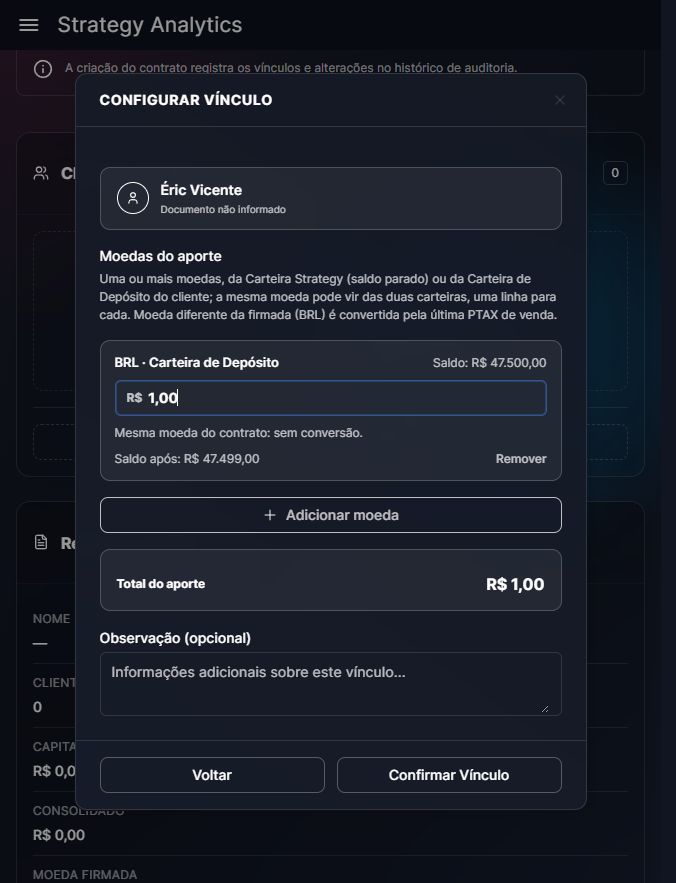 Strategy Analytics
A criação do contrato registra os vínculos e alterações no histórico de auditoria.
CONFIGURAR VÍNCULO
0
Éric Vicente
Documento não informado
Moedas do aporte
Uma ou mais moedas, da Carteira Strategy (saldo parado) ou da Carteira de
Depósito do cliente; a mesma moeda pode vir das duas carteiras, uma linha para
cada. Moeda diferente da firmada (BRL) é convertida pela última PTAX de venda.
BRL · Carteira de Depósito Saldo: R$ 47.500,00
R$ 1,00
Mesma moeda do contrato: sem conversão.
Saldo após: R$ 47.499,00 Remover
+ Adicionar moeda
Total do aporte R$ 1,00
NOME
—
Observação (opcional)
Informações adicionais sobre este vínculo...
CLIENT
0
CAPITA
R$ 0,0
Voltar Confirmar Vínculo
CONSOLIDADO
R$ 0,00
MOEDA FIRMADA